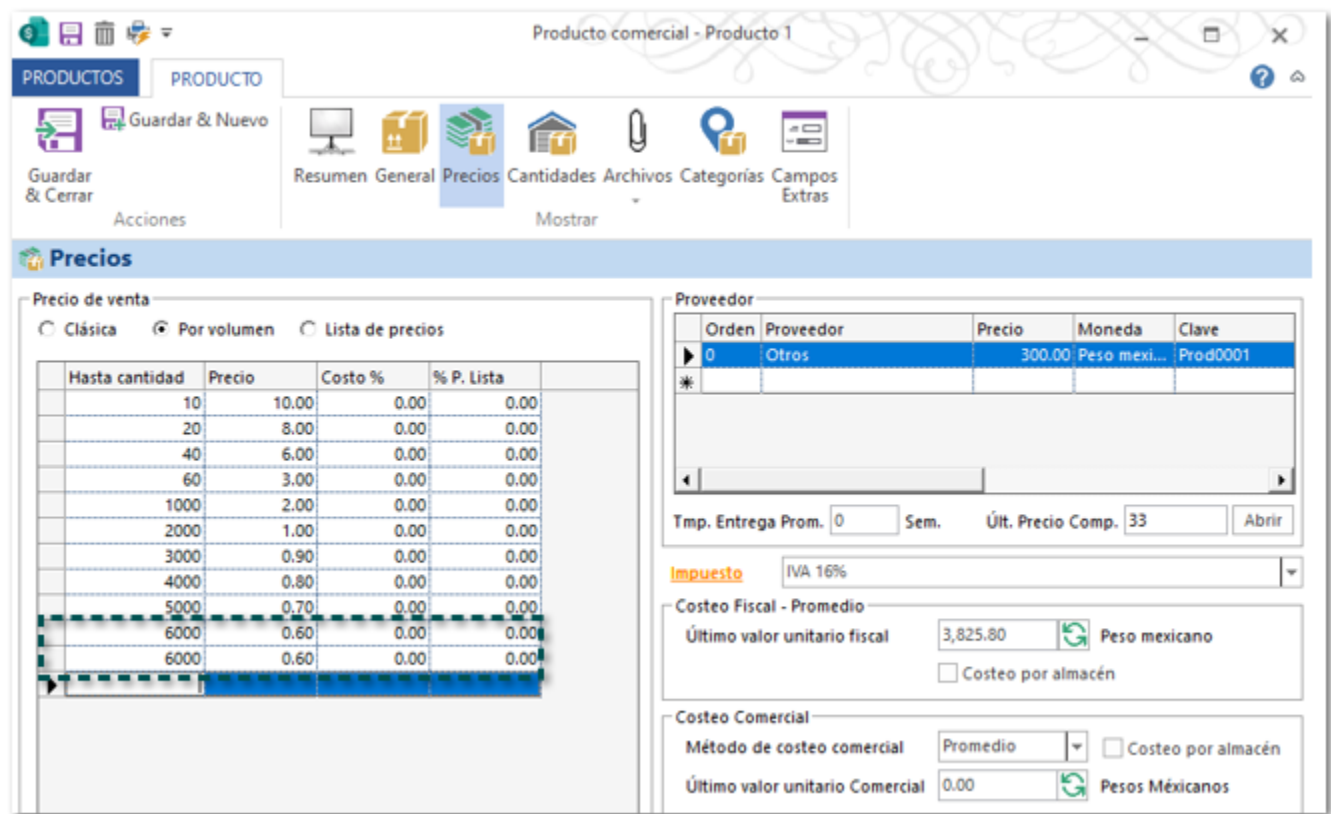 Producto comercial - Producto 1
PRODUCTOS PRODUCTO
Guardar & Cerrar
Guardar & Nuevo
Acciones
Resumen General Precios Cantidades Archivos Categorías Campos Extras
Mostrar
Precios
Precio de venta
Clásica Por volumen Lista de precios
Hasta cantidad Precio Costo % % P. Lista
10 10.00 0.00 0.00
20 8.00 0.00 0.00
40 6.00 0.00 0.00
60 3.00 0.00 0.00
1000 2.00 0.00 0.00
2000 1.00 0.00 0.00
3000 0.90 0.00 0.00
4000 0.80 0.00 0.00
5000 0.70 0.00 0.00
6000 0.60 0.00 0.00
6000 0.60 0.00 0.00
Proveedor
Orden Proveedor Precio Moneda Clave
0 Otros 300.00 Peso mexi... Prod0001
Tmp. Entrega Prom. 0 Sem. Últ. Precio Comp. 33 Abrir
Impuesto IVA 16%
Costeo Fiscal - Promedio
Último valor unitario fiscal 3,825.80 Peso mexicano
Costeo por almacén
Costeo Comercial
Método de costeo comercial Promedio Costeo por almacén
Último valor unitario Comercial 0.00 Pesos Méxicanos